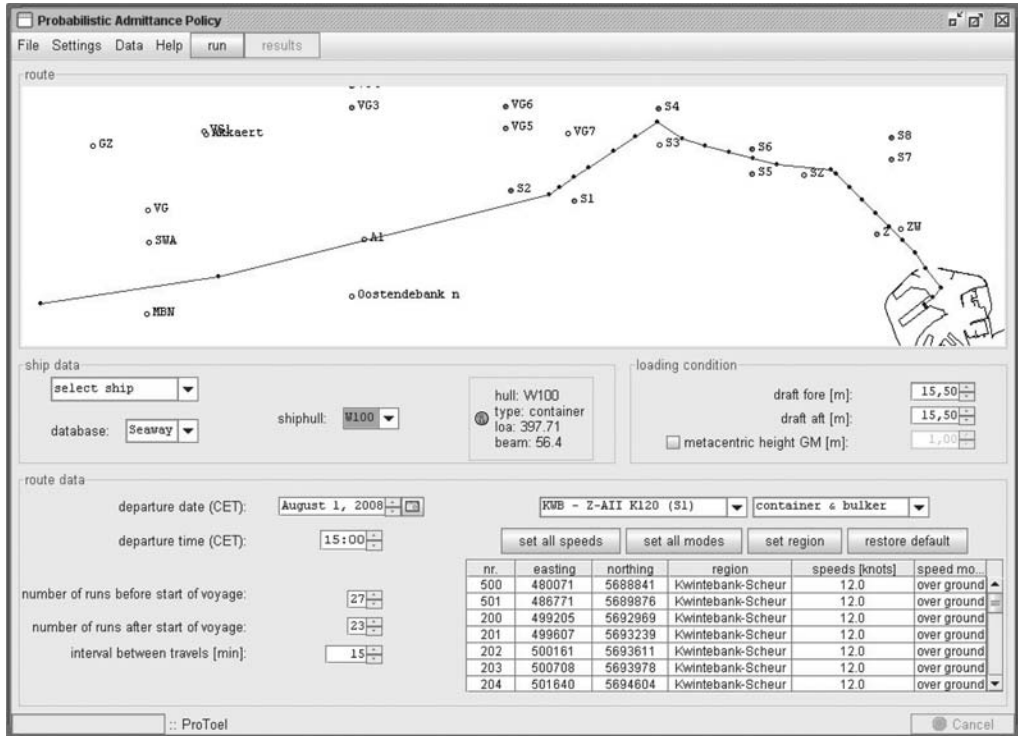 Probabilistic Admittance Policy
File Settings Data Help run results
route
VG3 VG6 S4
VG5 VG7 S8
Akkaert
GZ S3 S6 S7
S5 SZ
S2 S1
VG
SWA A1 Z ZW
Oostendebank n
MBN
ship data
select ship
database: Seaway
shiphull: W100
hull: W100
type: container
loa: 397.71
beam: 56.4
loading condition
draft fore [m]: 15,50
draft aft [m]: 15,50
metacentric height GM [m]: 1,00
route data
departure date (CET): August 1, 2008
departure time (CET): 15:00
number of runs before start of voyage: 27
number of runs after start of voyage: 23
interval between travels [min]: 15
KWB - Z-AII K120 (S1) container & bulker
set all speeds set all modes set region restore default
nr. easting northing region speeds [knots] speed mo...
500 480071 5688841 Kwintebank-Scheur 12.0 over ground
501 486771 5689876 Kwintebank-Scheur 12.0 over ground
200 499205 5692969 Kwintebank-Scheur 12.0 over ground
201 499607 5693239 Kwintebank-Scheur 12.0 over ground
202 500161 5693611 Kwintebank-Scheur 12.0 over ground
203 500708 5693978 Kwintebank-Scheur 12.0 over ground
204 501640 5694604 Kwintebank-Scheur 12.0 over ground
:: ProToel
Cancel